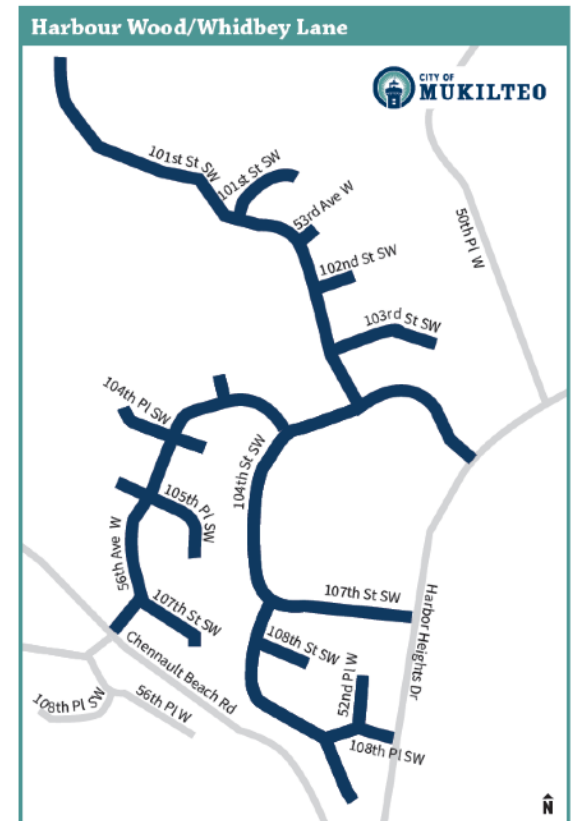 Harbour Wood/Whidbey Lane
CITY OF
MUKILTEO
101st St SW
101st St SW
53rd Ave W
50th Pl W
102nd St SW
103rd St SW
104th Pl SW
104th St SW
105th Pl SW
56th Ave W
107th St SW
107th St SW
Harbor Heights Dr
108th St SW
Chennault Beach Rd
52nd Pl W
108th Pl SW
56th Pl W
108th Pl SW
N